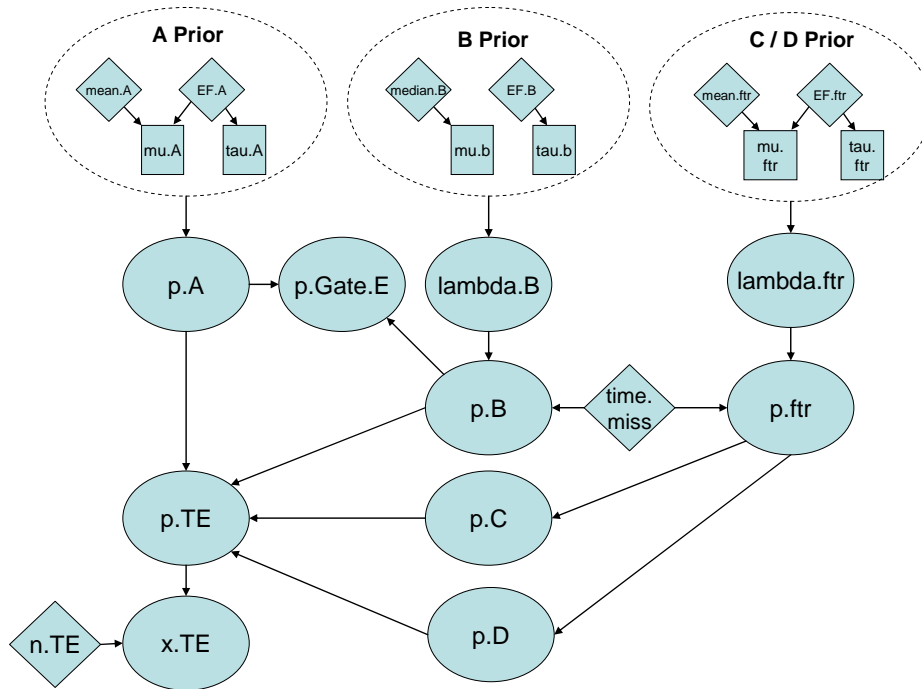 A Prior
B Prior
C / D Prior
mean.A
EF.A
median.B
EF.B
mean.ftr
EF.ftr
mu.A
tau.A
mu.b
tau.b
mu.
ftr
tau.
ftr
p.A
p.Gate.E
lambda.B
lambda.ftr
p.B
time.
miss
p.ftr
p.TE
p.C
n.TE
x.TE
p.D